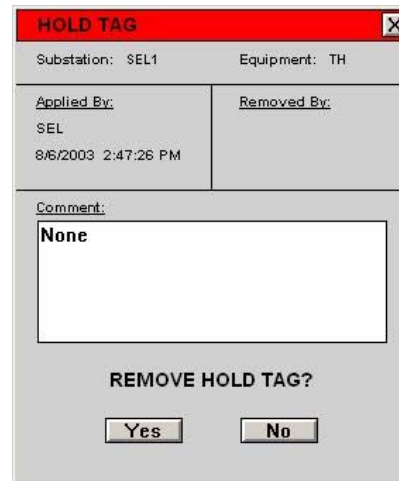 HOLD TAG X
Substation: SEL1 Equipment: TH
Applied By: Removed By:
SEL
8/6/2003 2:47:26 PM
Comment:
None
REMOVE HOLD TAG?
Yes No